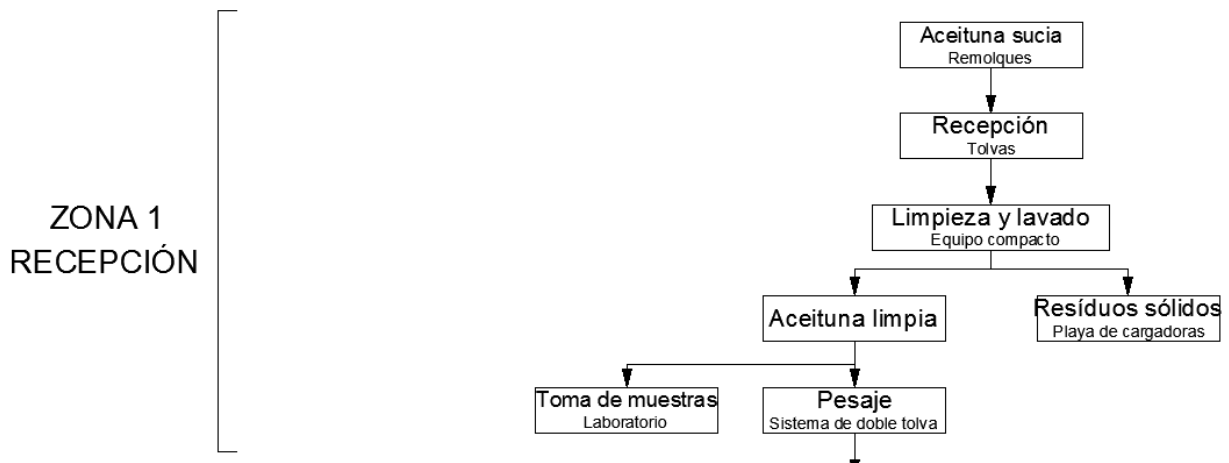 Aceituna sucia
Remolques
Recepción
Tolvas
ZONA 1
RECEPCIÓN
Limpieza y lavado
Equipo compacto
Aceituna limpia
Resíduos sólidos
Playa de cargadoras
Toma de muestras
Laboratorio
Pesaje
Sistema de doble tolva